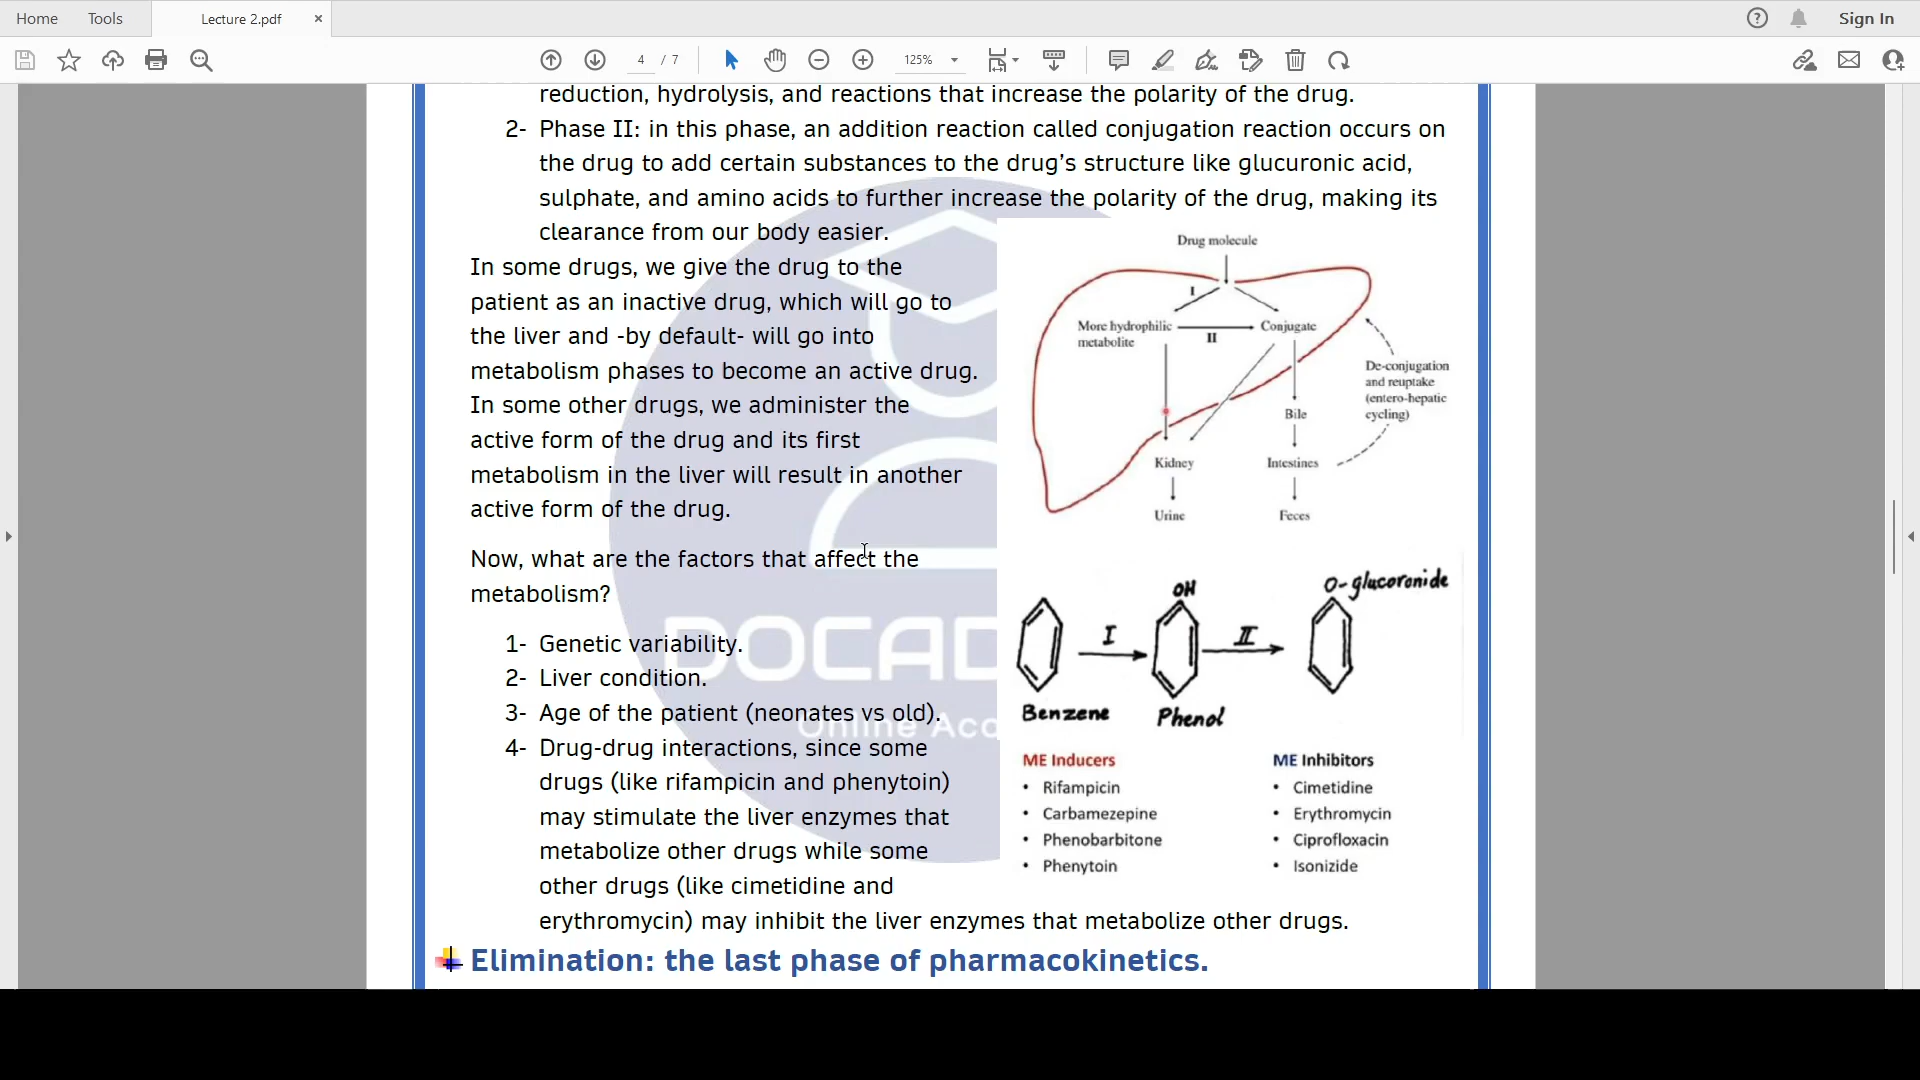 Home Tools Lecture 2.pdf × Sign In
4 / 7 125%
reduction, hydrolysis, and reactions that increase the polarity of the drug.
2- Phase II: in this phase, an addition reaction called conjugation reaction occurs on
the drug to add certain substances to the drug’s structure like glucuronic acid,
sulphate, and amino acids to further increase the polarity of the drug, making its
clearance from our body easier.
In some drugs, we give the drug to the
patient as an inactive drug, which will go to
the liver and -by default- will go into
metabolism phases to become an active drug.
In some other drugs, we administer the
active form of the drug and its first
metabolism in the liver will result in another
active form of the drug.
Now, what are the factors that affect the
metabolism?
1- Genetic variability.
2- Liver condition.
3- Age of the patient (neonates vs old).
4- Drug-drug interactions, since some
drugs (like rifampicin and phenytoin)
may stimulate the liver enzymes that
metabolize other drugs while some
other drugs (like cimetidine and
erythromycin) may inhibit the liver enzymes that metabolize other drugs.
Drug molecule
I
More hydrophilic
metabolite
II
Conjugate
De-conjugation
and reuptake
(entero-hepatic
cycling)
Bile
Kidney
Intestines
Urine
Feces
OH
O-glucoronide
I
II
Benzene
Phenol
ME Inducers
• Rifampicin
• Carbamezepine
• Phenobarbitone
• Phenytoin
ME Inhibitors
• Cimetidine
• Erythromycin
• Ciprofloxacin
• Isonizide
DOCAD
Online Aca
Elimination: the last phase of pharmacokinetics.